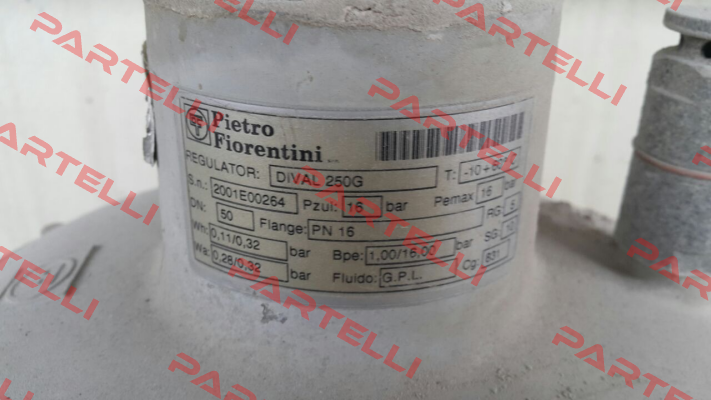 PARTELLI
Pietro
Fiorentini
REGULATOR: DIVAL 250G T: -10 + 60°C
S.n.: 2001E00264 Pzul: 16 bar Pemax 16 bar
DN: 50 Flange: PN 16 RG: 5
Wh: 0,11/0,32 bar Bpe: 1,00/16,00 bar SG: 10
Wa: 0,28/0,32 bar Fluido: G.P.L. Cg: 831